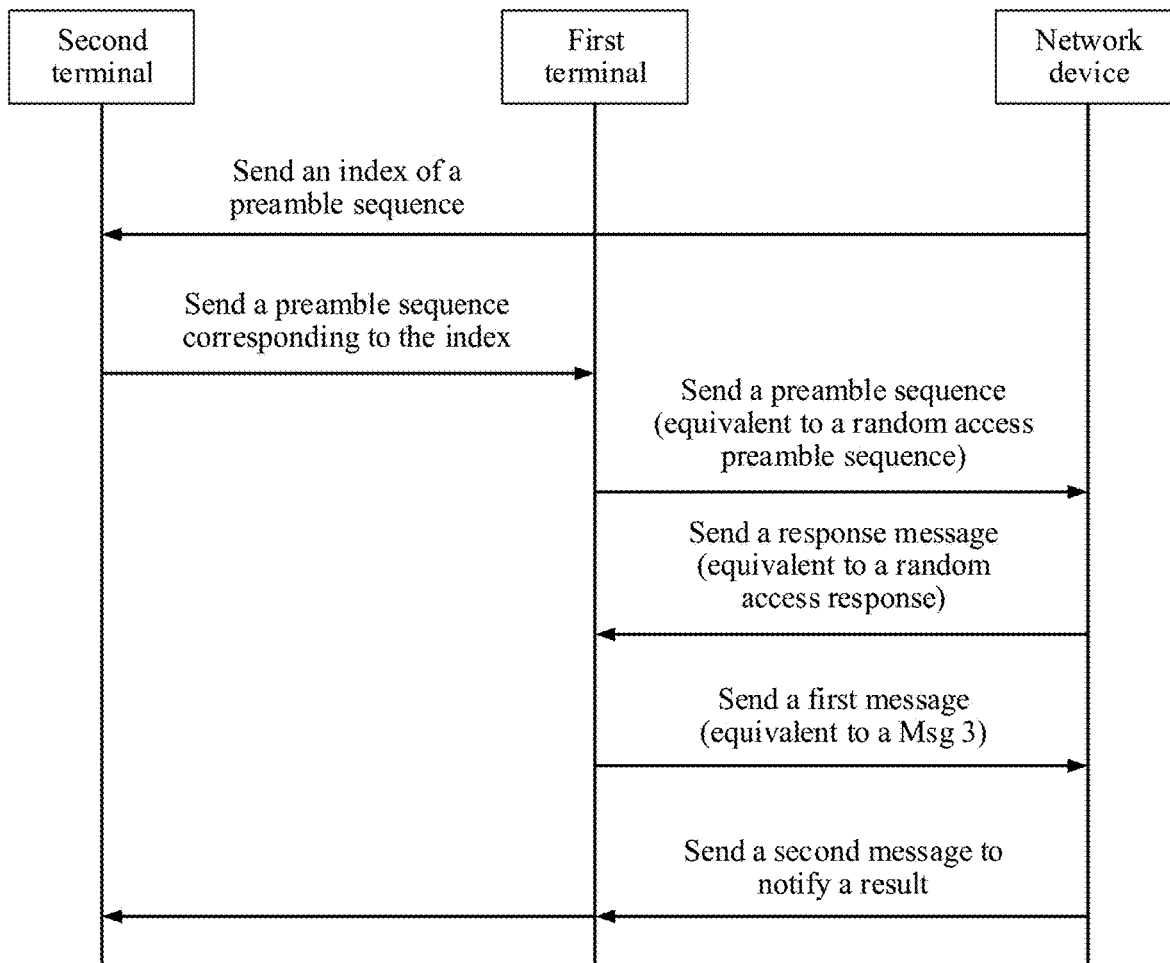 Second
terminal
First
terminal
Network
device
Send an index of a
preamble sequence
Send a preamble sequence
corresponding to the index
Send a preamble sequence
(equivalent to a random access
preamble sequence)
Send a response message
(equivalent to a random
access response)
Send a first message
(equivalent to a Msg 3)
Send a second message to
notify a result